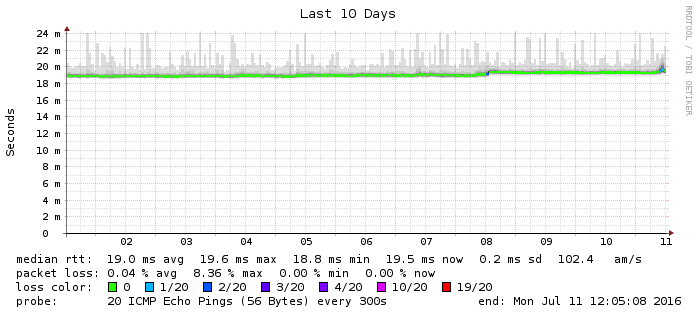 Last 10 Days
RRDTOOL / TOBI OETIKER
Seconds
24 m
22 m
20 m
18 m
16 m
14 m
12 m
10 m
8 m
6 m
4 m
2 m
0
02 03 04 05 06 07 08 09 10 11
median rtt: 19.0 ms avg 19.6 ms max 18.8 ms min 19.5 ms now 0.2 ms sd 102.4 am/s
packet loss: 0.04 % avg 8.36 % max 0.00 % min 0.00 % now
loss color: 0 1/20 2/20 3/20 4/20 10/20 19/20
probe: 20 ICMP Echo Pings (56 Bytes) every 300s end: Mon Jul 11 12:05:08 2016